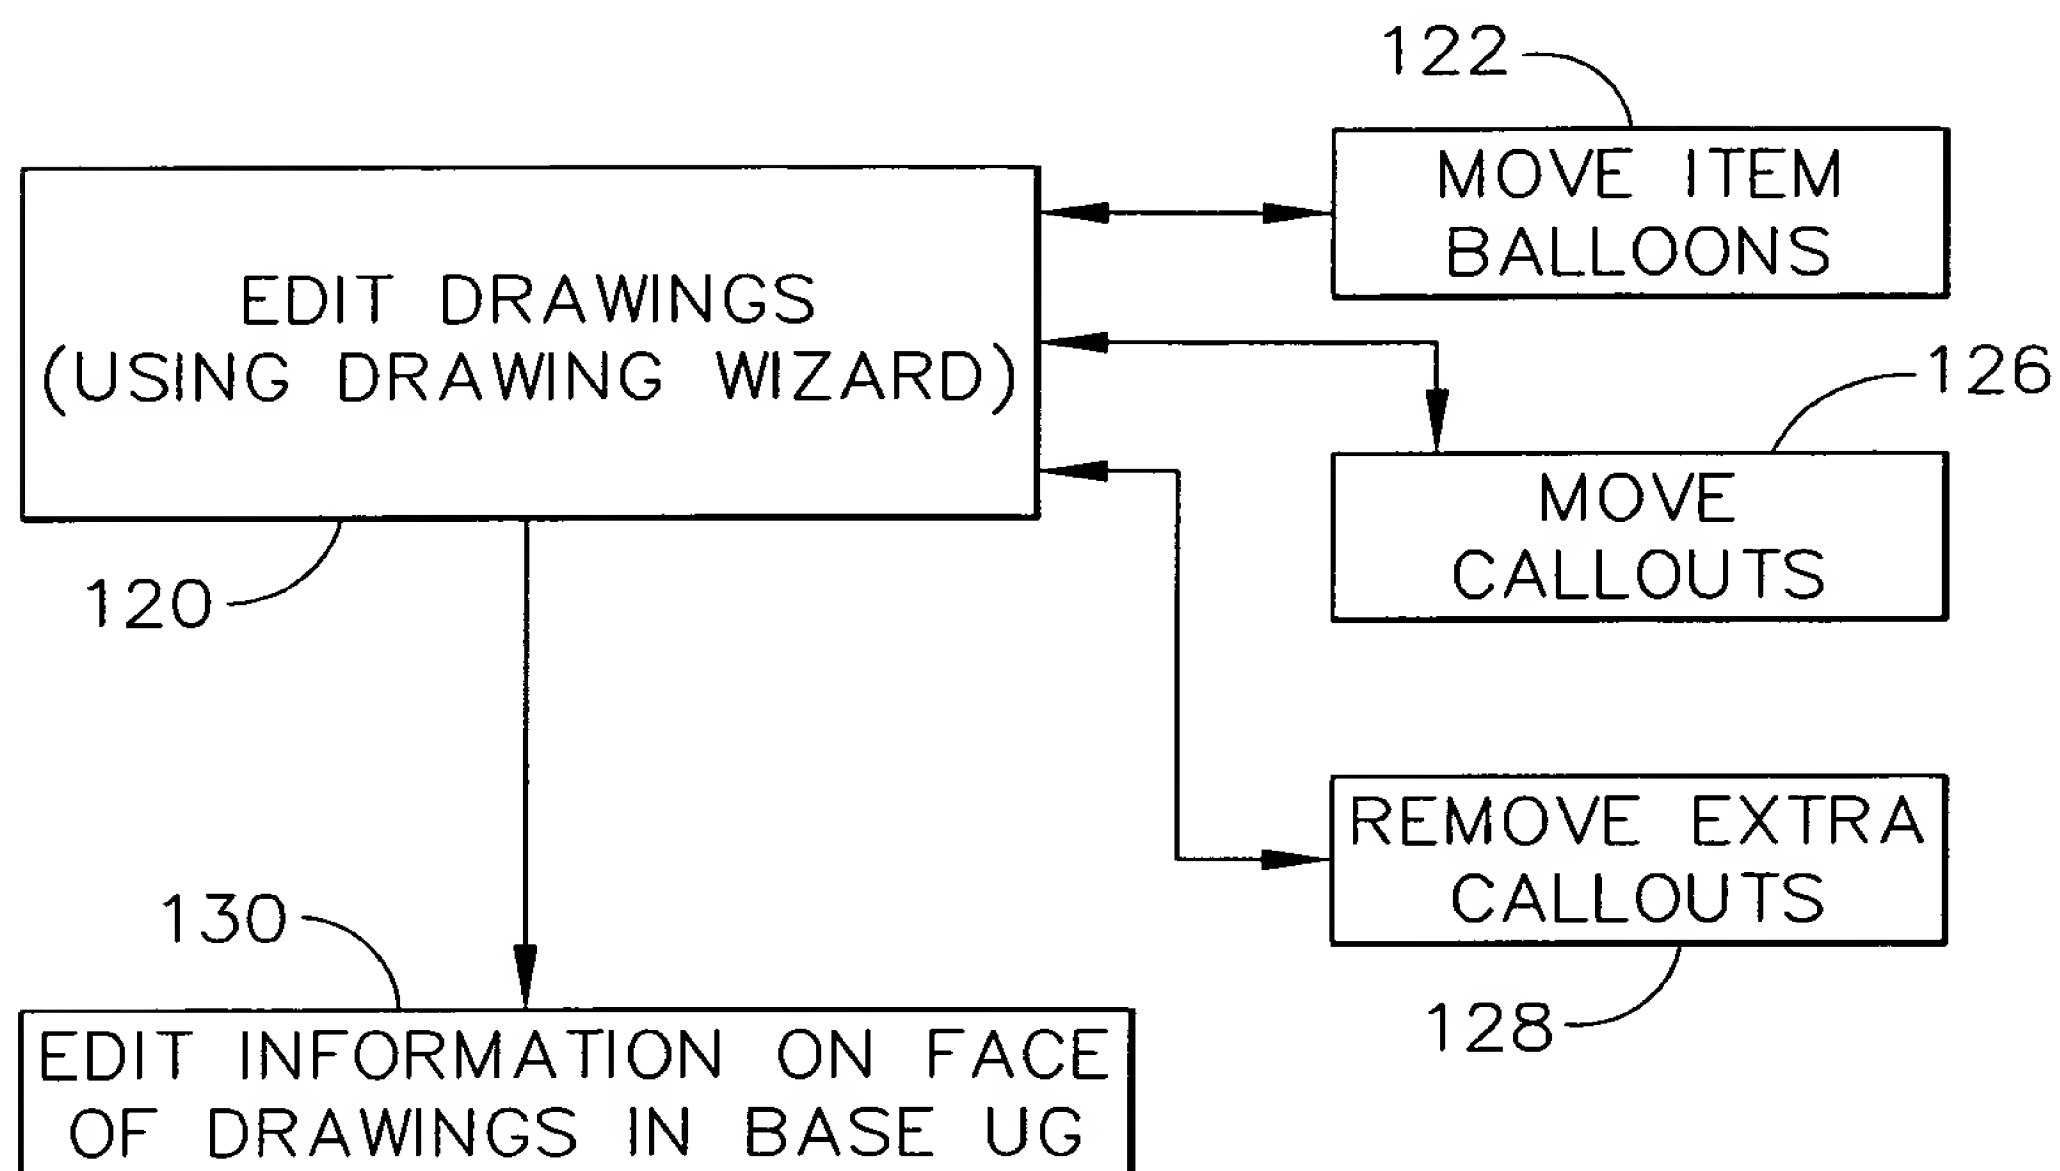 122
MOVE ITEM
BALLOONS
EDIT DRAWINGS
(USING DRAWING WIZARD)
126
MOVE
CALLOUTS
120
REMOVE EXTRA
CALLOUTS
130
128
EDIT INFORMATION ON FACE
OF DRAWINGS IN BASE UG